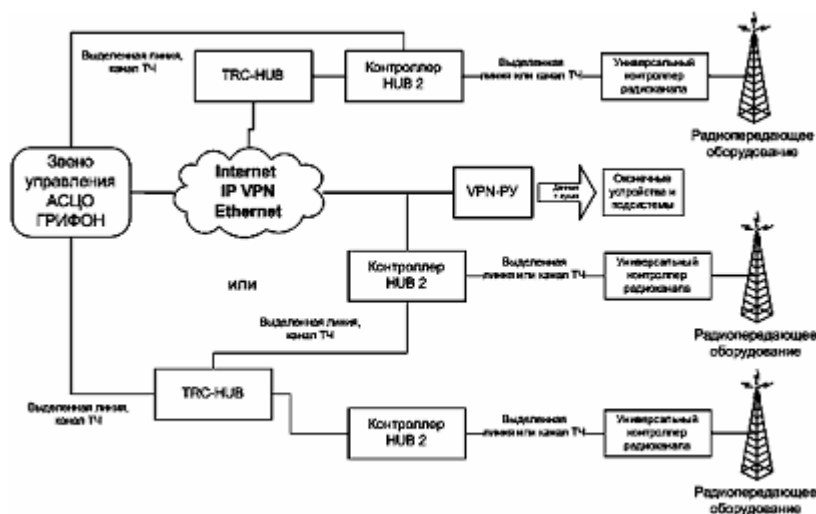 Выделенная линия,
канал ТЧ
TRC-HUB
Контроллер
HUB 2
Выделенная
линия или канал ТЧ
Универсальный
контроллер
радиоканала
Радиопередающее
оборудование
Звено
управления
АСЦО
ГРИФОН
Internet
IP VPN
Ethernet
VPN-РУ
Данные
Оконечные
устройства и
подсистемы
или
Контроллер
HUB 2
Выделенная
линия или канал ТЧ
Универсальный
контроллер
радиоканала
Радиопередающее
оборудование
Выделенная линия,
канал ТЧ
TRC-HUB
Выделенная линия,
канал ТЧ
Контроллер
HUB 2
Выделенная
линия или канал ТЧ
Универсальный
контроллер
радиоканала
Радиопередающее
оборудование